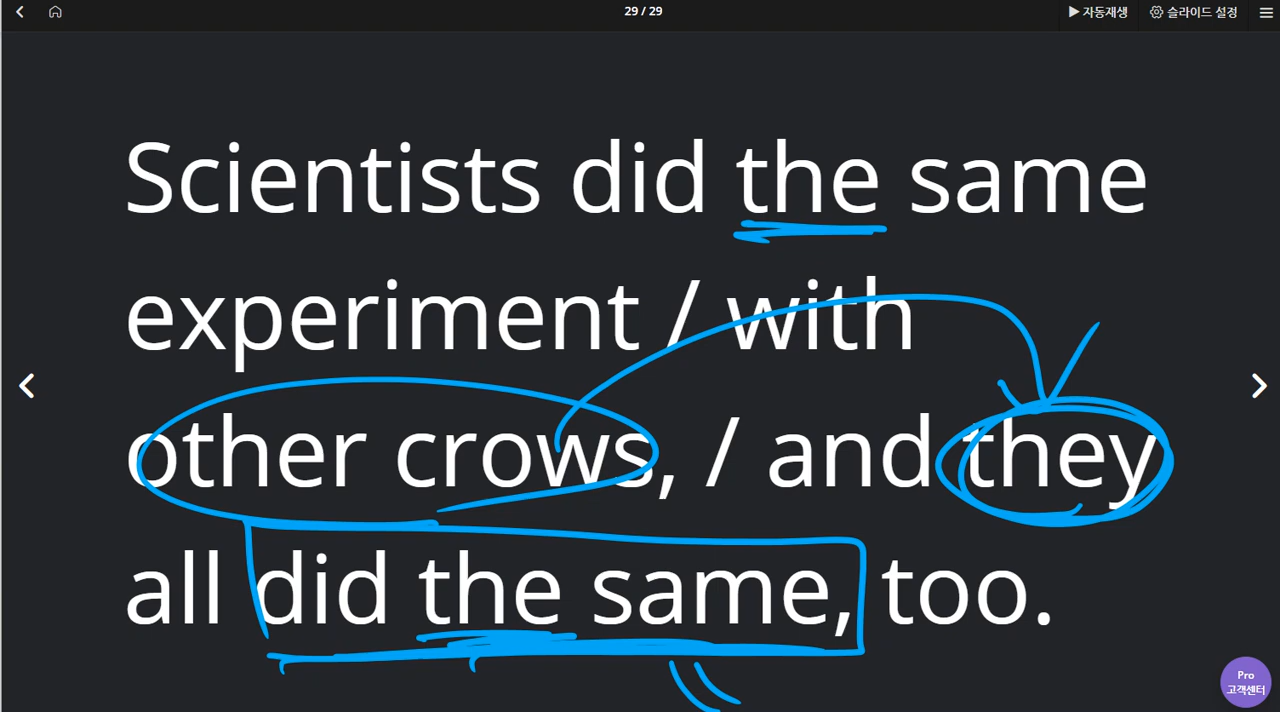 29 / 29
▶ 자동재생
슬라이드 설정
Scientists did the same
experiment / with
other crows, / and they
all did the same, too.
Pro
고객센터